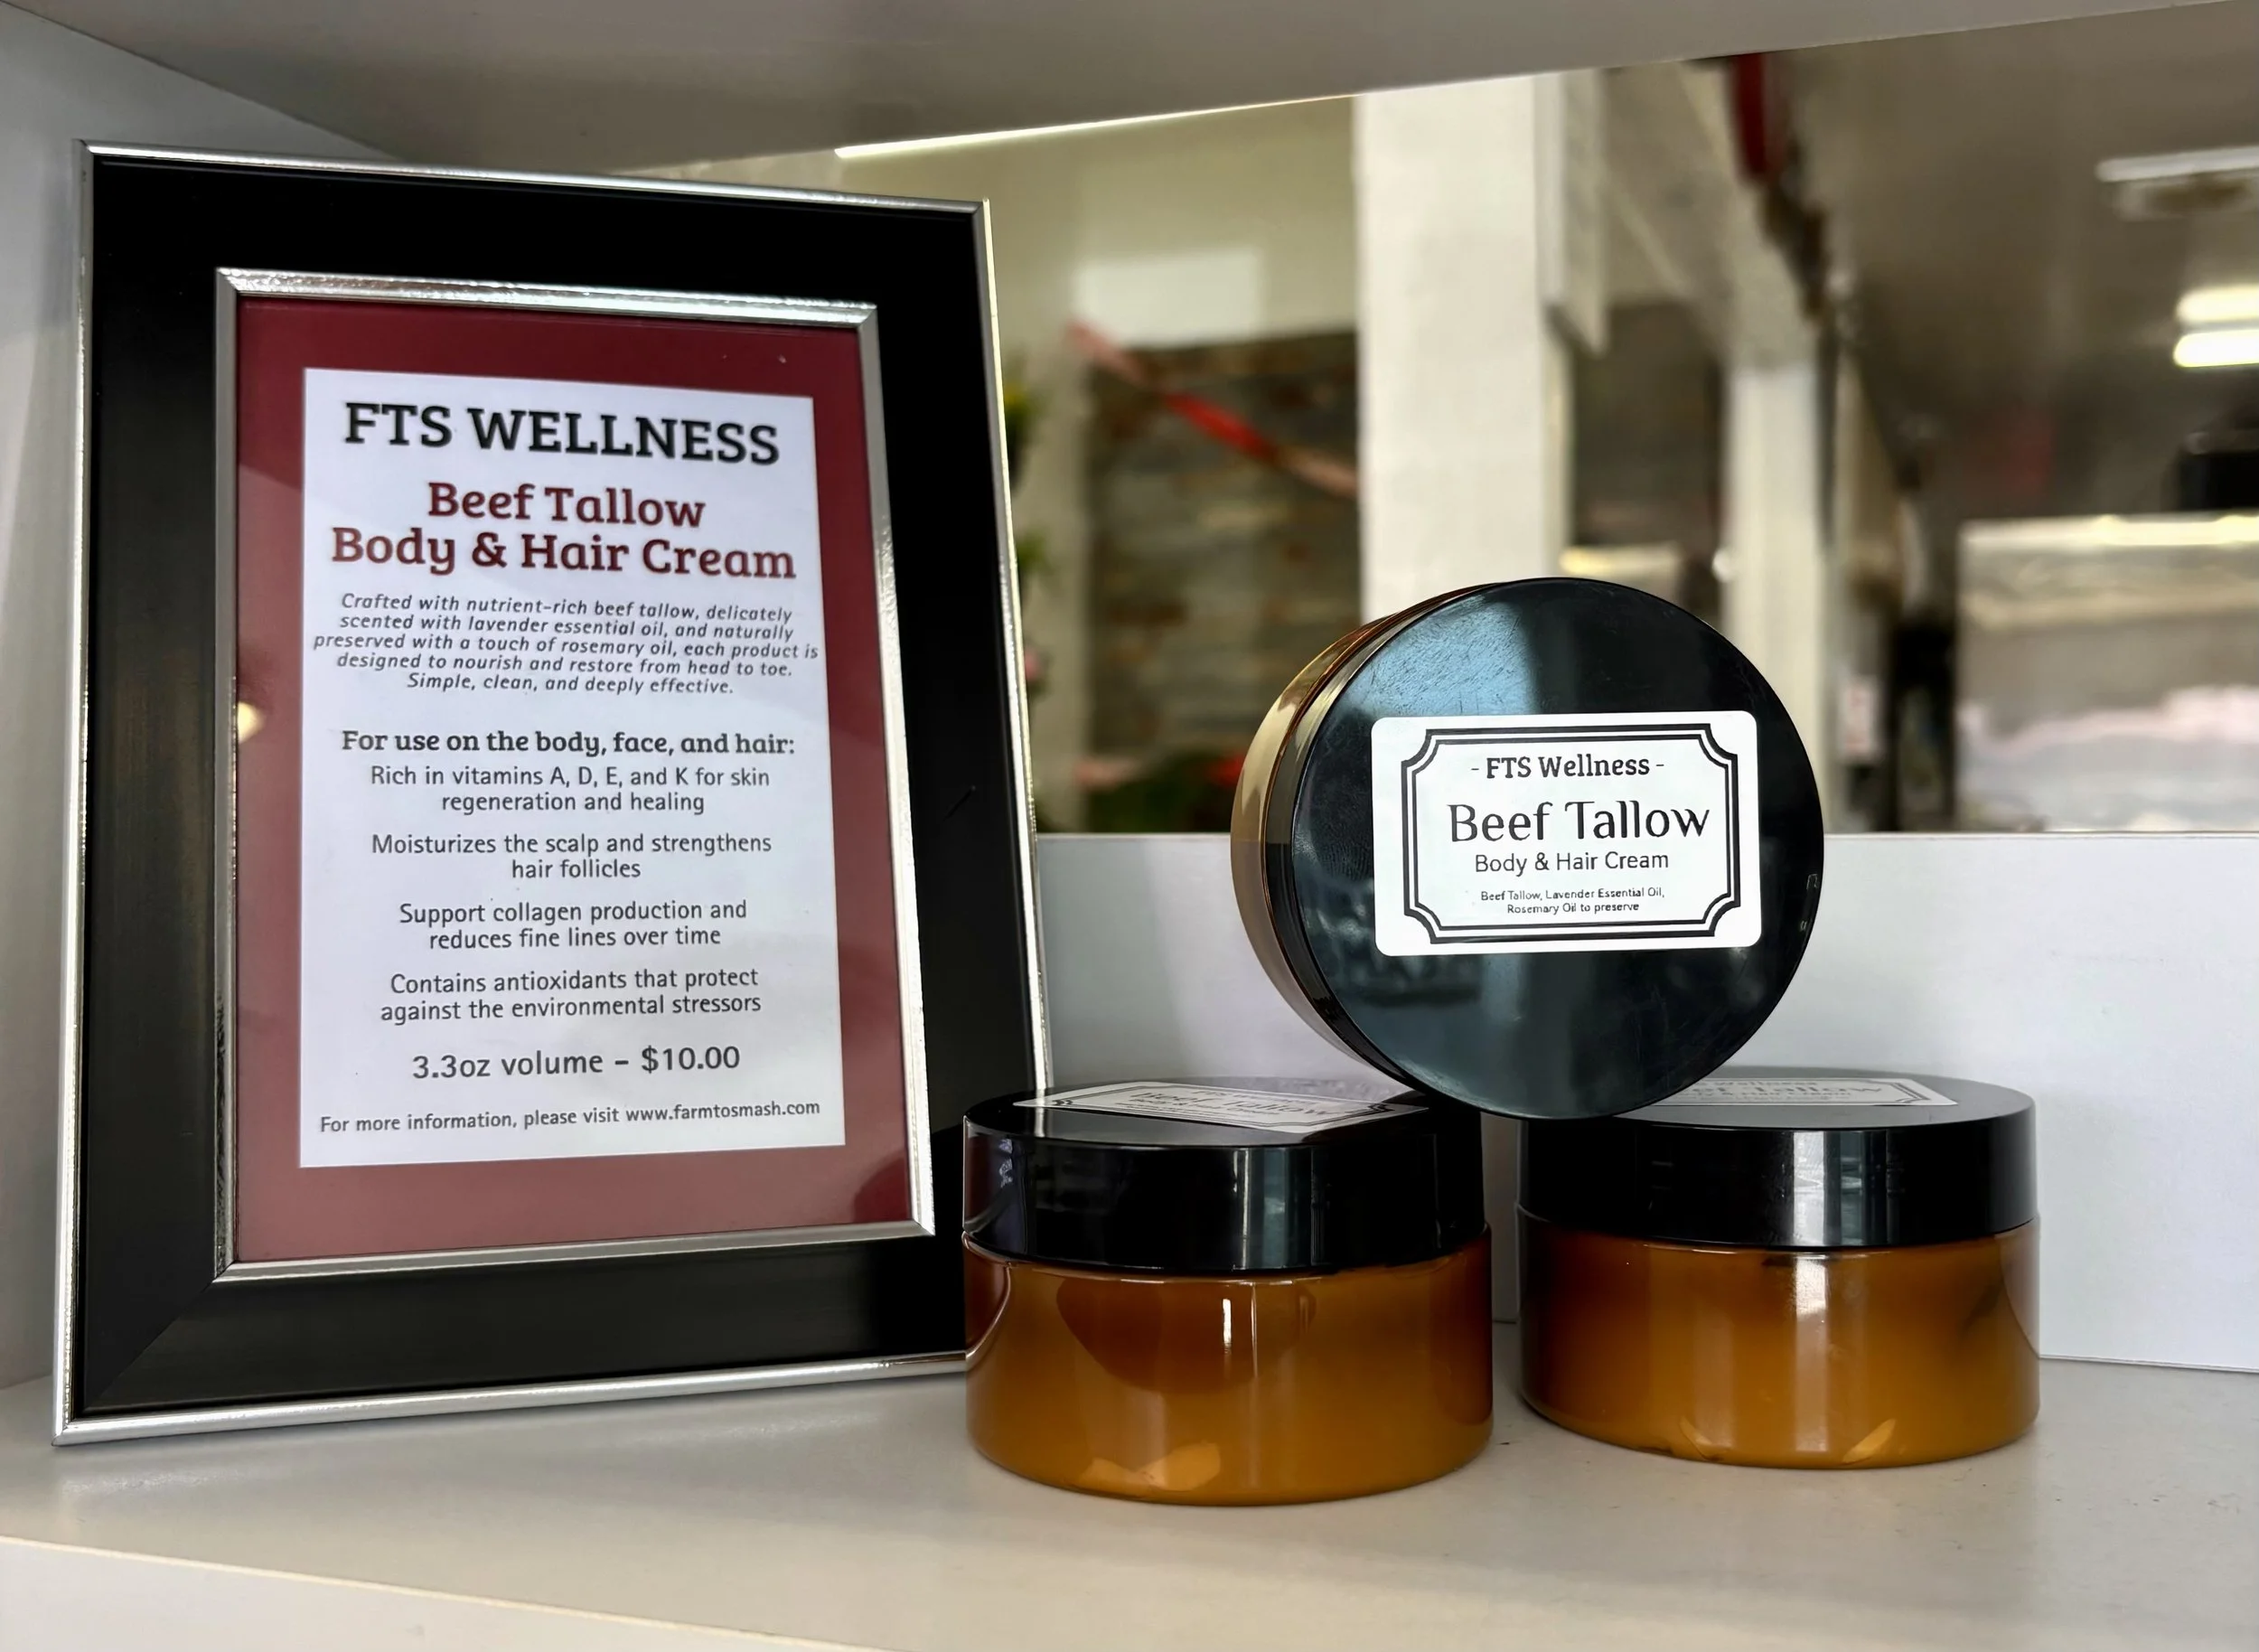 FTS WELLNESS
Beef Tallow
Body & Hair Cream
Crafted with nutrient-rich beef tallow, delicately
scented with lavender essential oil, and naturally
preserved with a touch of rosemary oil, each product is
designed to nourish and restore from head to toe.
Simple, clean, and deeply effective.
For use on the body, face, and hair:
Rich in vitamins A, D, E, and K for skin
regeneration and healing
Moisturizes the scalp and strengthens
hair follicles
Support collagen production and
reduces fine lines over time
Contains antioxidants that protect
against the environmental stressors
3.3oz volume – $10.00
For more information, please visit www.farmtosmash.com
- FTS Wellness -
Beef Tallow
Body & Hair Cream
Beef Tallow, Lavender Essential Oil,
Rosemary Oil to preserve
Beef Tallow
Tallow
Hair Cream